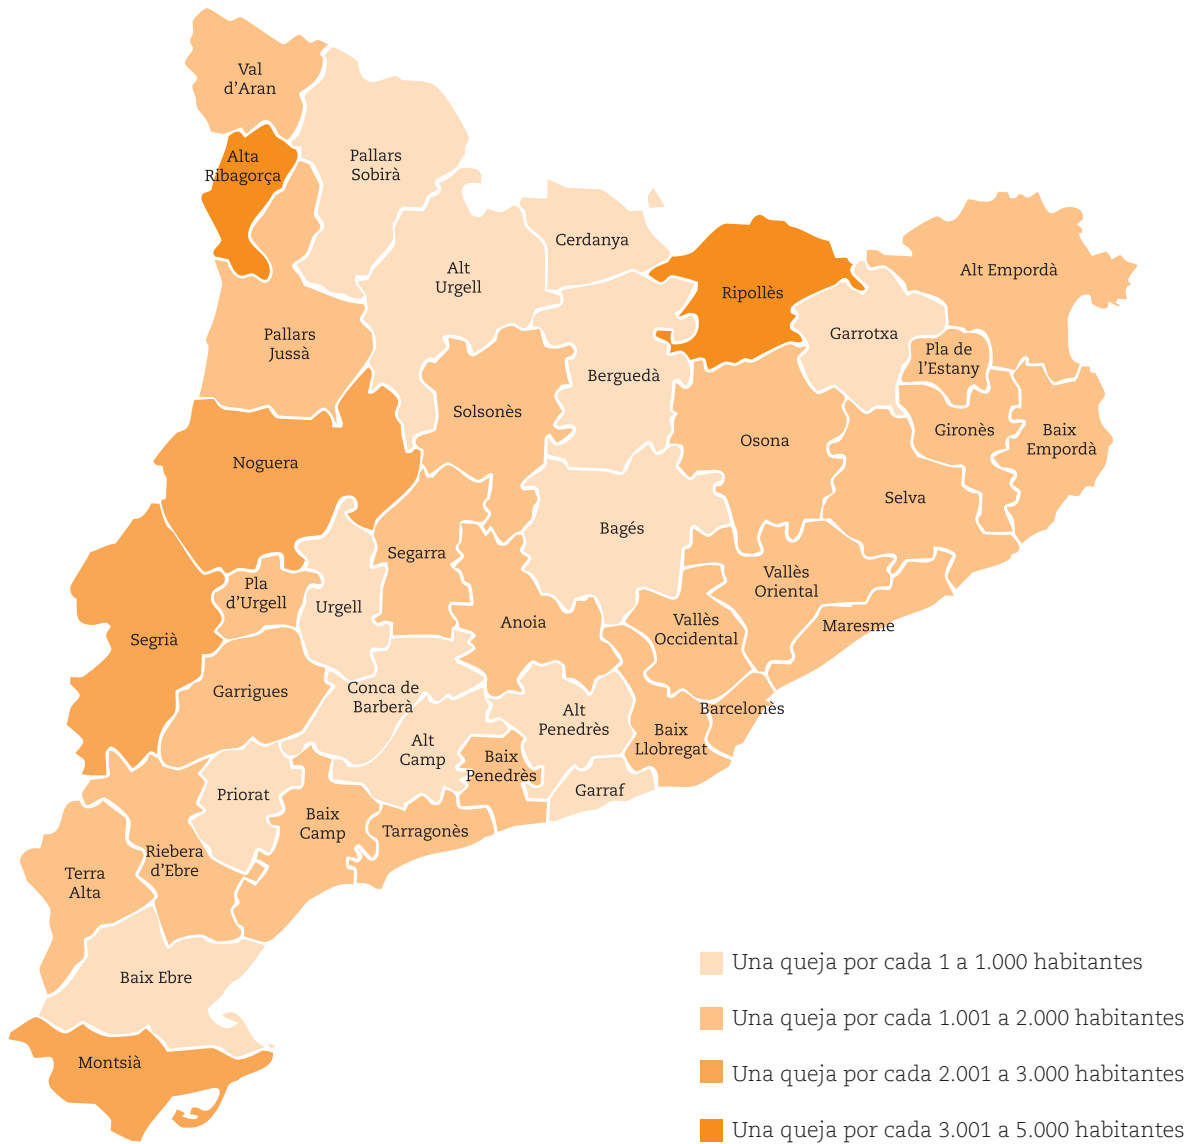 Val
d’Aran
Alta
Ribagorça
Pallars
Sobirà
Cerdanya
Alt
Urgell
Ripollès
Alt Empordà
Pallars
Jussà
Garrotxa
Pla de
l’Estany
Berguedà
Solsonès
Osona
Gironès
Baix
Empordà
Noguera
Selva
Bagés
Segarra
Vallès
Oriental
Pla
d’Urgell
Urgell
Anoia
Vallès
Occidental
Maresme
Segrià
Garrigues
Conca de
Barberà
Barcelonès
Alt
Penedrès
Baix
Llobregat
Alt
Camp
Baix
Penedrès
Garraf
Priorat
Baix
Camp
Tarragonès
Riebera
d’Ebre
Terra
Alta
Baix Ebre
Montsià
Una queja por cada 1 a 1.000 habitantes
Una queja por cada 1.001 a 2.000 habitantes
Una queja por cada 2.001 a 3.000 habitantes
Una queja por cada 3.001 a 5.000 habitantes